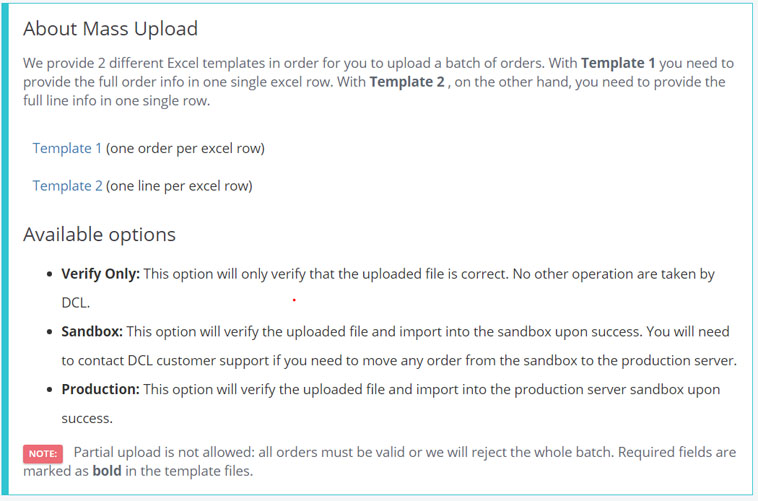 About Mass Upload
We provide 2 different Excel templates in order for you to upload a batch of orders. With Template 1 you need to
provide the full order info in one single excel row. With Template 2 , on the other hand, you need to provide the
full line info in one single row.
Template 1 (one order per excel row)
Template 2 (one line per excel row)
Available options
• Verify Only: This option will only verify that the uploaded file is correct. No other operation are taken by
DCL.
• Sandbox: This option will verify the uploaded file and import into the sandbox upon success. You will need
to contact DCL customer support if you need to move any order from the sandbox to the production server.
• Production: This option will verify the uploaded file and import into the production server sandbox upon
success.
NOTE: Partial upload is not allowed: all orders must be valid or we will reject the whole batch. Required fields are
marked as bold in the template files.